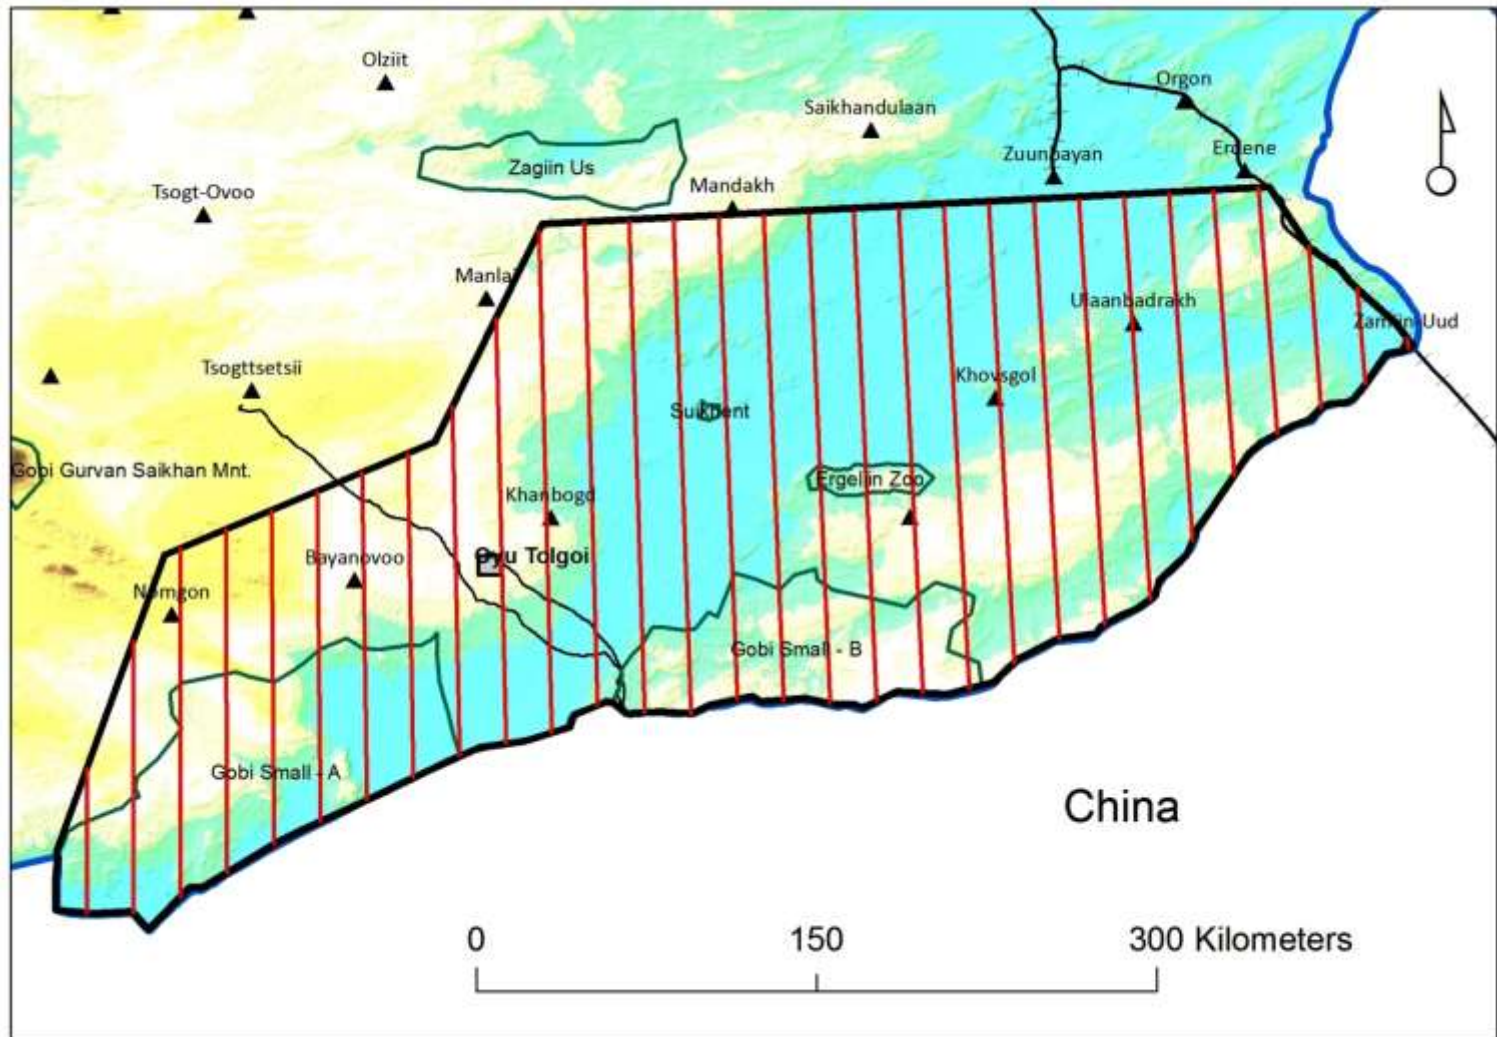 Olziit
Orgon
Saikhandulaan
Zuunbayan
Erdene
Zagiin Us
Tsogt-Ovoo
Mandakh
Manlai
Ulaanbadrakh
Zamiin-Uud
Tsogttsetsii
Khovsgol
Suikhent
Gobi Gurvan Saikhan Mnt.
Ergeliin Zoo
Khanbogd
Bayanovoo
Oyu Tolgoi
Nomgon
Gobi Small - B
Gobi Small - A
China
0 150 300 Kilometers